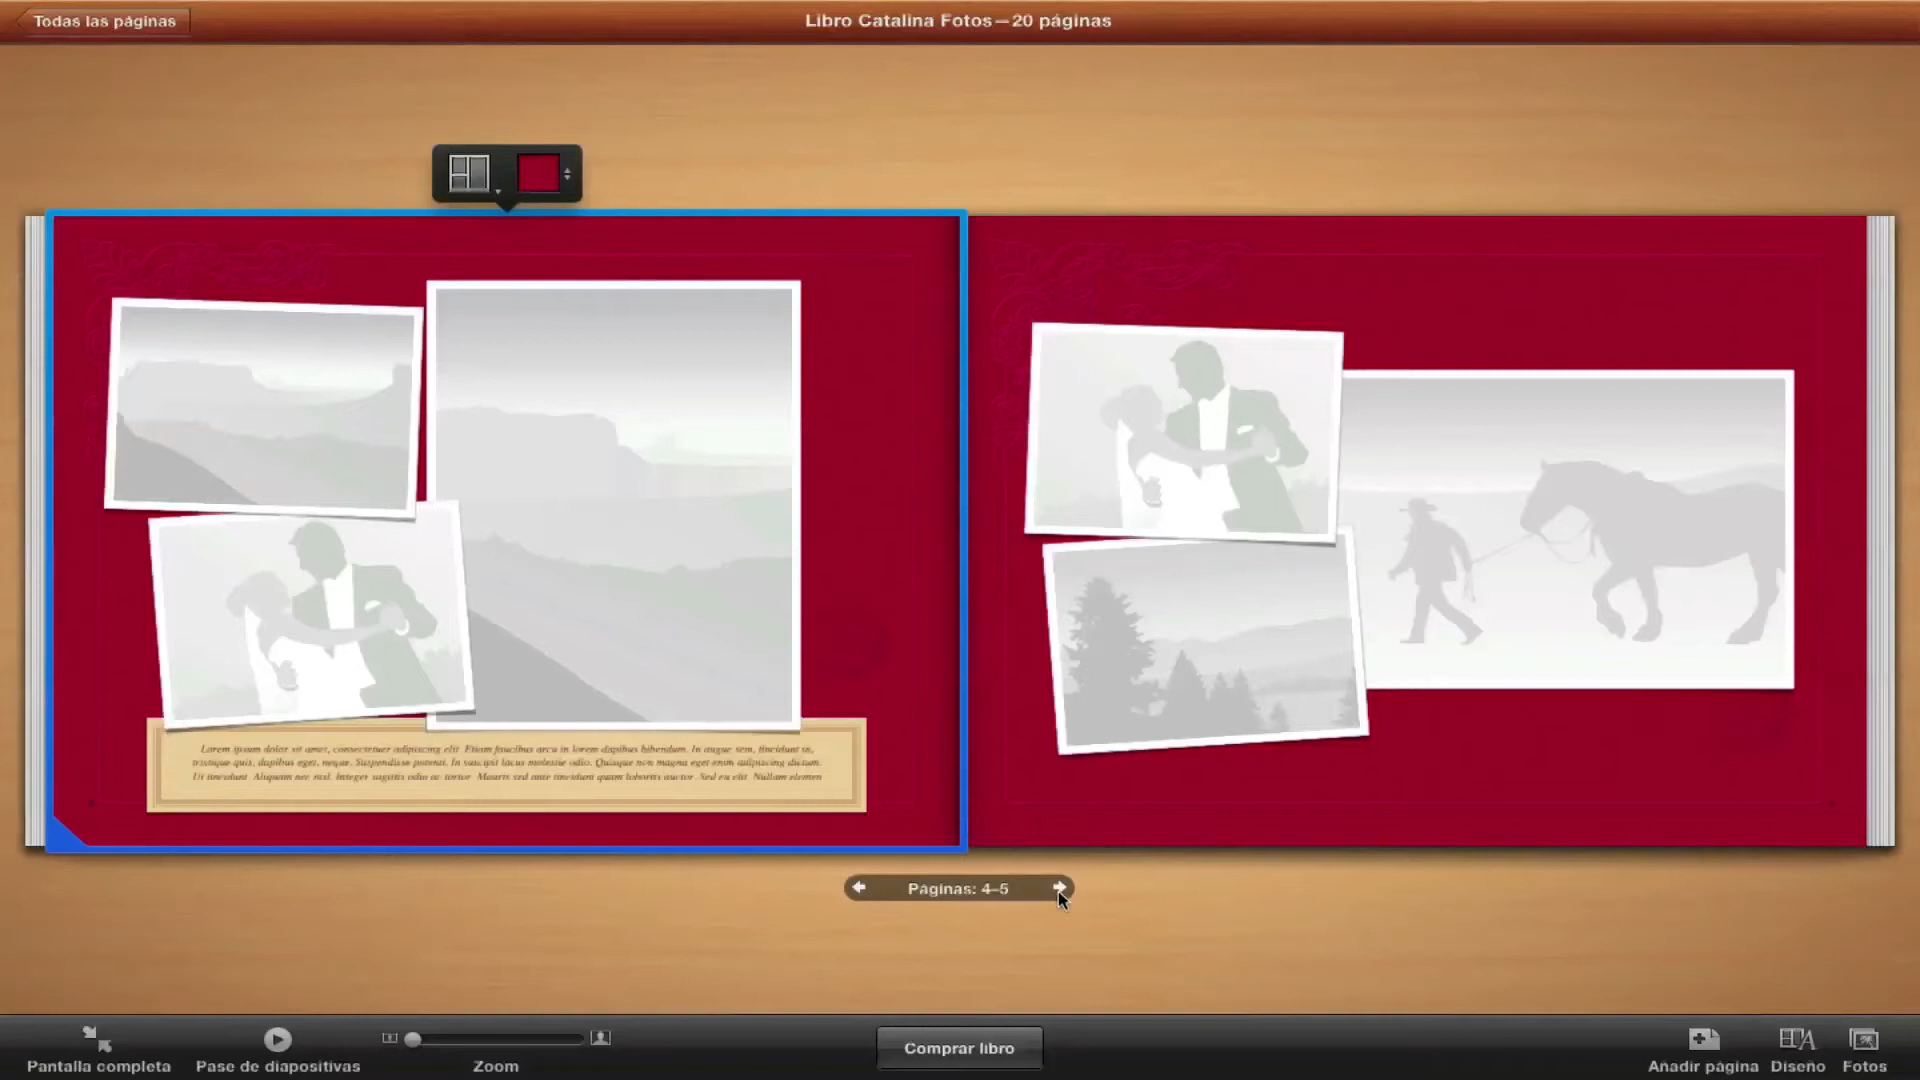 Todas las páginas
Libro Catalina Fotos—20 páginas
Lorem ipsum dolor sit amet, consectetuer adipiscing elit. Etiam faucibus arcu in lorem dapibus bibendum. In augue sem, tincidunt in,
tristique quis, dapibus eget, neque. Suspendisse potenti. In suscipit lacus molestie odio. Quisque non magna eget enim adipiscing dictum.
Ut tincidunt. Aliquam nec nisl. Integer sagittis odio ac tortor. Mauris sed ante tincidunt quam lobortis auctor. Sed eu elit. Nullam elemen
Páginas: 4–5
Pantalla completa
Pase de diapositivas
Zoom
Comprar libro
Añadir página
Diseño
Fotos